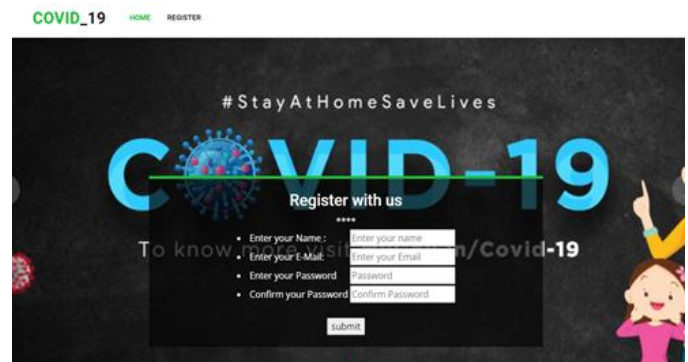 COVID_19 HOME REGISTER
#StayAtHomeSaveLives
COVID-19
Register with us
****
Enter your Name : Enter your name
To know more visit n/Covid-19
Enter your E-Mail: Enter your Email
Enter your Password Password
Confirm your Password Confirm Password
submit